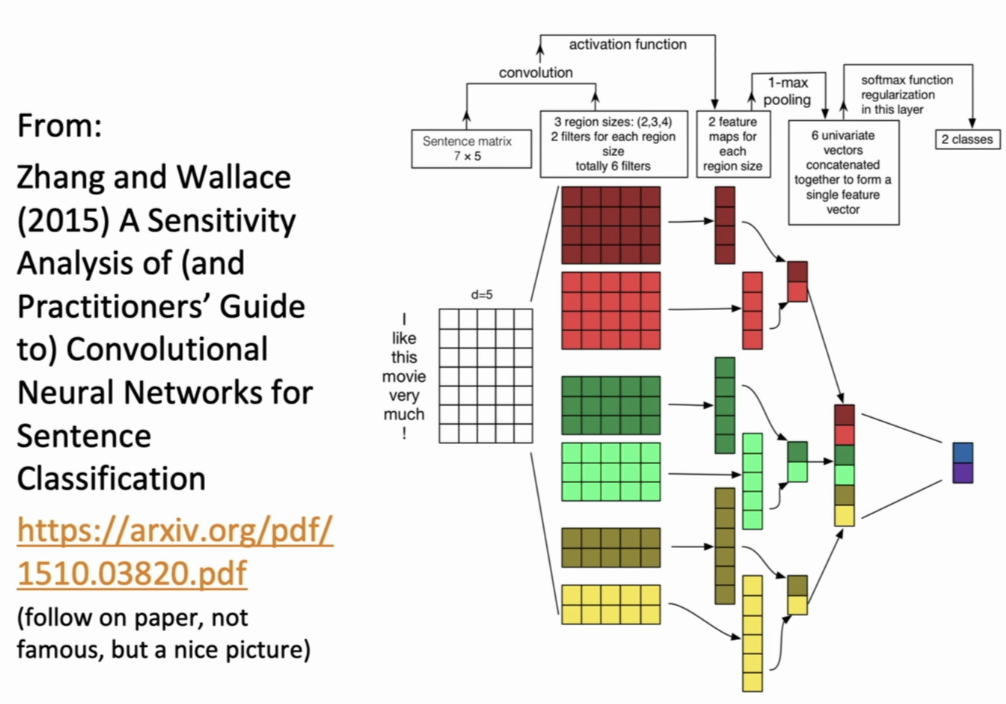 From:
Zhang and Wallace
(2015) A Sensitivity
Analysis of (and
Practitioners’ Guide
to) Convolutional
Neural Networks for
Sentence
Classification
https://arxiv.org/pdf/
1510.03820.pdf
(follow on paper, not
famous, but a nice picture)
activation function
convolution
1-max
pooling
softmax function
regularization
in this layer
Sentence matrix
7 × 5
3 region sizes: (2,3,4)
2 filters for each region
size
totally 6 filters
2 feature
maps for
each
region size
6 univariate
vectors
concatenated
together to form a
single feature
vector
2 classes
d=5
I
like
this
movie
very
much
!